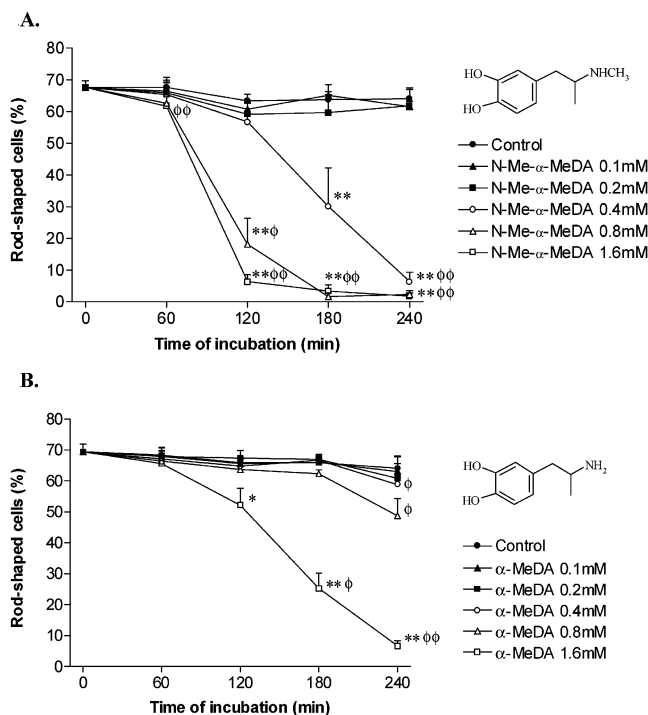 A.
80
70
60
50
40
30
20
10
0
Rod-shaped cells (%)
ϕϕ
**ϕ
**ϕϕ
**
**ϕϕ
**ϕϕ
**ϕϕ
0 60 120 180 240
Time of incubation (min)
HO
HO
NHCH₃
Control
N-Me-α-MeDA 0.1mM
N-Me-α-MeDA 0.2mM
N-Me-α-MeDA 0.4mM
N-Me-α-MeDA 0.8mM
N-Me-α-MeDA 1.6mM
B.
80
70
60
50
40
30
20
10
0
Rod-shaped cells (%)
*
** ϕ
ϕ
ϕ
** ϕϕ
0 60 120 180 240
Time of incubation (min)
HO
HO
NH₂
Control
α-MeDA 0.1mM
α-MeDA 0.2mM
α-MeDA 0.4mM
α-MeDA 0.8mM
α-MeDA 1.6mM